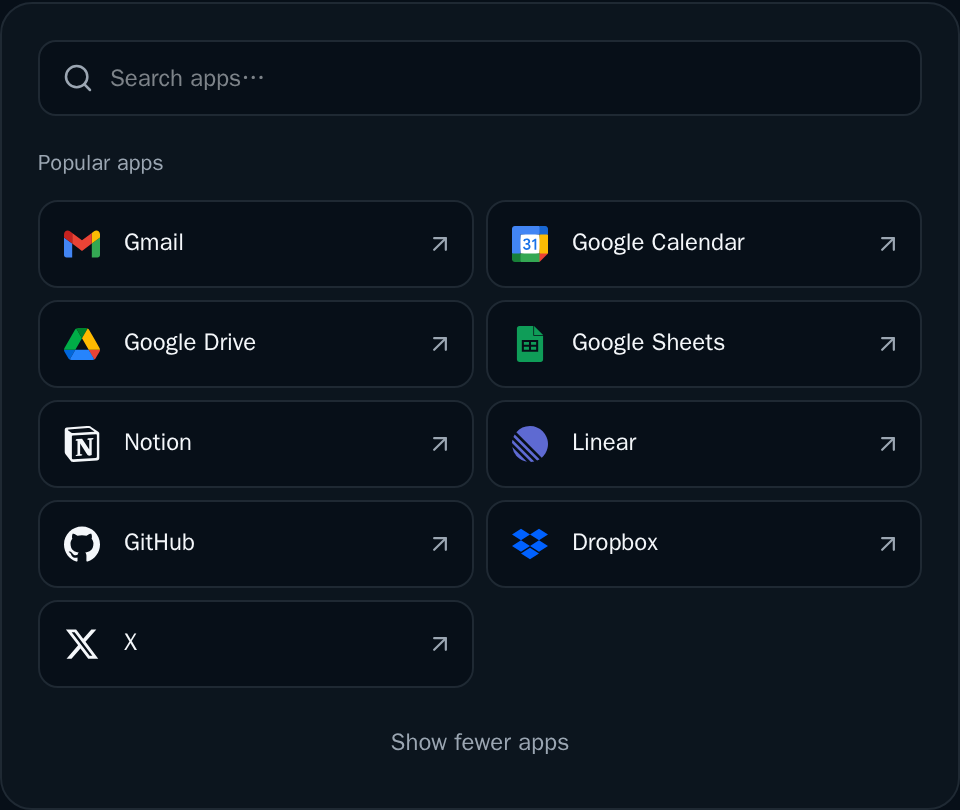 Search apps···
Popular apps
Gmail
31
Google Calendar
Google Drive
Google Sheets
N
Notion
Linear
GitHub
Dropbox
X
Show fewer apps